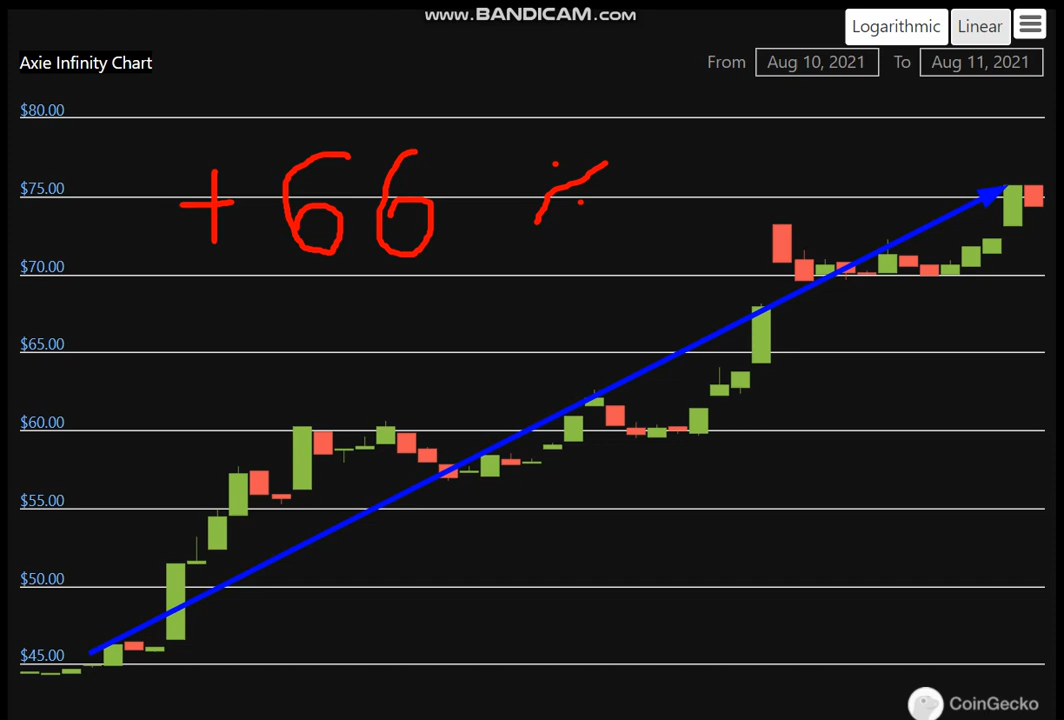 www.BANDICAM.com
Logarithmic Linear
Axie Infinity Chart
From Aug 10, 2021 To Aug 11, 2021
$80.00
+66 %
$75.00
$70.00
$65.00
$60.00
$55.00
$50.00
$45.00
CoinGecko